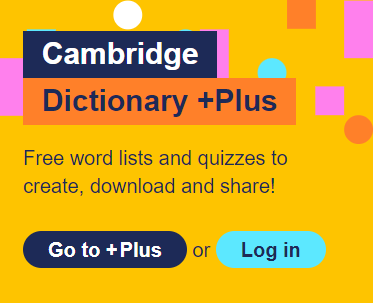 Cambridge
Dictionary +Plus
Free word lists and quizzes to
create, download and share!
Go to +Plus or Log in